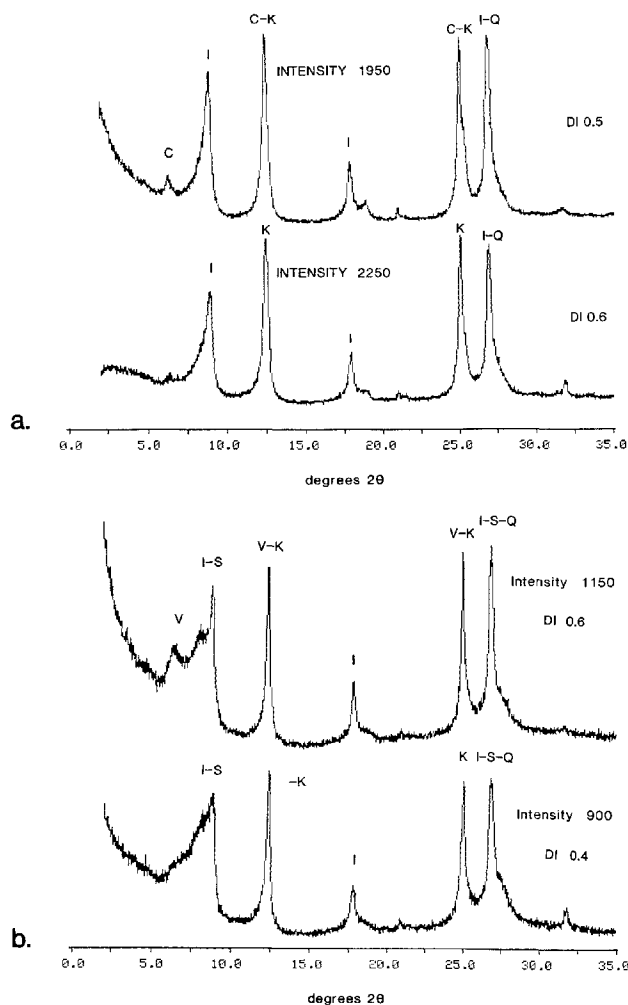 C-K C-K I-Q
I INTENSITY 1950
DI 0.5
C I
K K I-Q
I INTENSITY 2250
DI 0.6
I
a.
0.0 5.0 10.0 15.0 20.0 25.0 30.0 35.0
degrees 2θ
I-S-Q
I-S V-K V-K
Intensity 1150
V DI 0.6
I
I-S -K K I-S-Q
Intensity 900
DI 0.4
I
b.
0.0 5.0 10.0 15.0 20.0 25.0 30.0 35.0
degrees 2θ